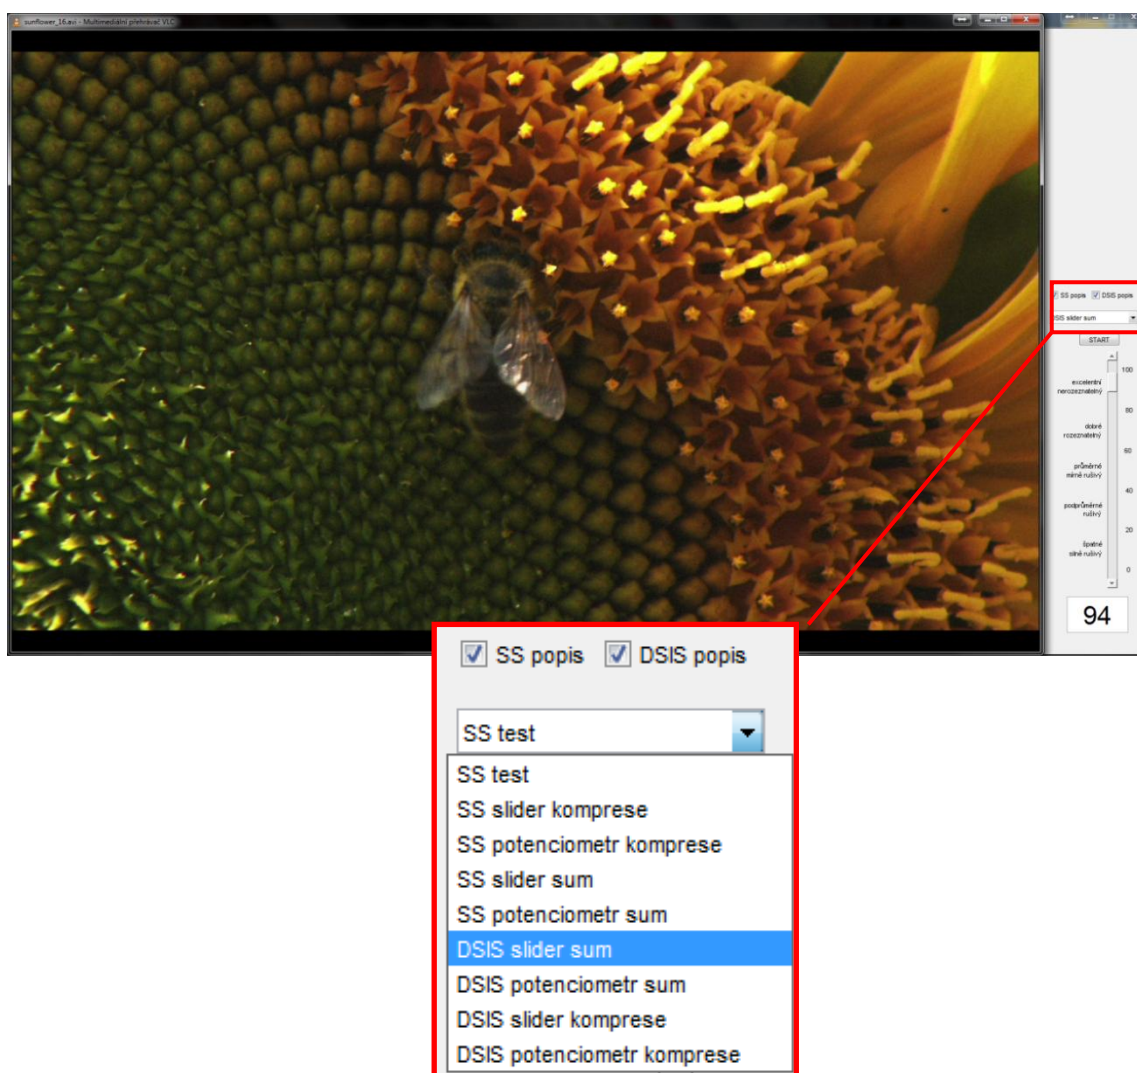 sunflower_16.avi - Multimediální přehrávač VLC
SS popis DSIS popis
DSIS slider sum
START
100
excelentní
nerozeznatelný
80
dobré
rozeznatelný
60
průměrné
mírně rušivý
40
podprůměrné
rušivý
20
špatné
silně rušivý
0
94
SS popis DSIS popis
SS test
SS test
SS slider komprese
SS potenciometr komprese
SS slider sum
SS potenciometr sum
DSIS slider sum
DSIS potenciometr sum
DSIS slider komprese
DSIS potenciometr komprese